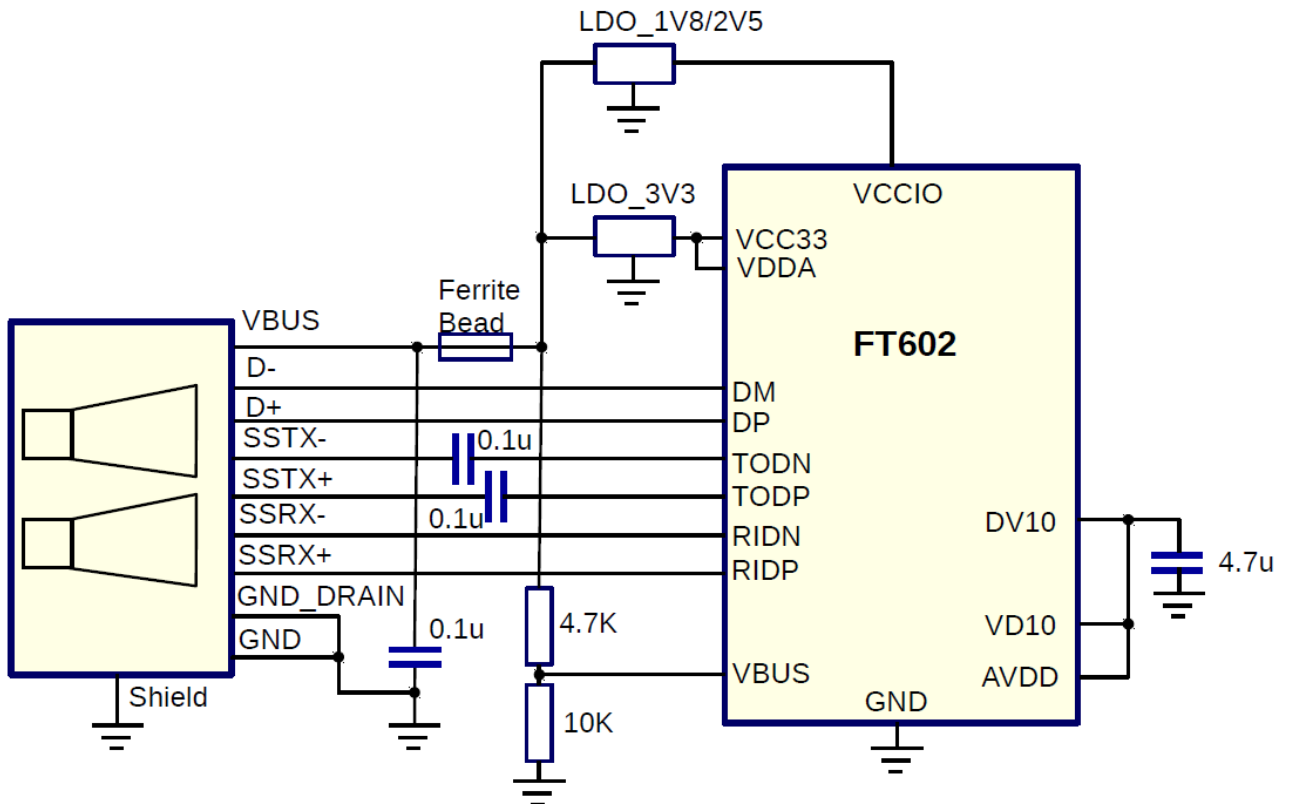 LDO_1V8/2V5
VCCIO
LDO_3V3
VCC33
VDDA
Ferrite
Bead
VBUS
FT602
D-
DM
D+
DP
SSTX-
0.1u
TODN
SSTX+
0.1u
TODP
SSRX-
RIDN
DV10
SSRX+
RIDP
4.7u
GND_DRAIN
0.1u
4.7K
VD10
GND
VBUS
AVDD
Shield
10K
GND